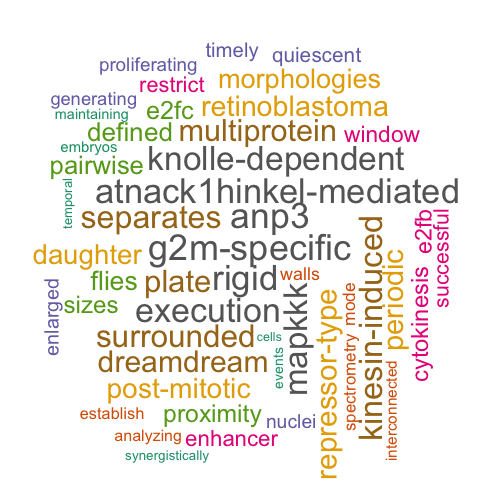 timely
quiescent
proliferating
restrict
morphologies
generating
maintaining
e2fc
retinoblastoma
defined
multiprotein
window
embryos
pairwise
knolle-dependent
temporal
atnack1hinkel-mediated
separates
anp3
e2fb
successful
daughter
g2m-specific
kinesin-induced
periodic
flies
plate
rigid
walls
cytokinesis
enlarged
sizes
execution
mapkkk
repressor-type
spectrometry
mode
interconnected
surrounded
cells
dreamdream
events
post-mitotic
establish
proximity
nuclei
analyzing
enhancer
synergistically